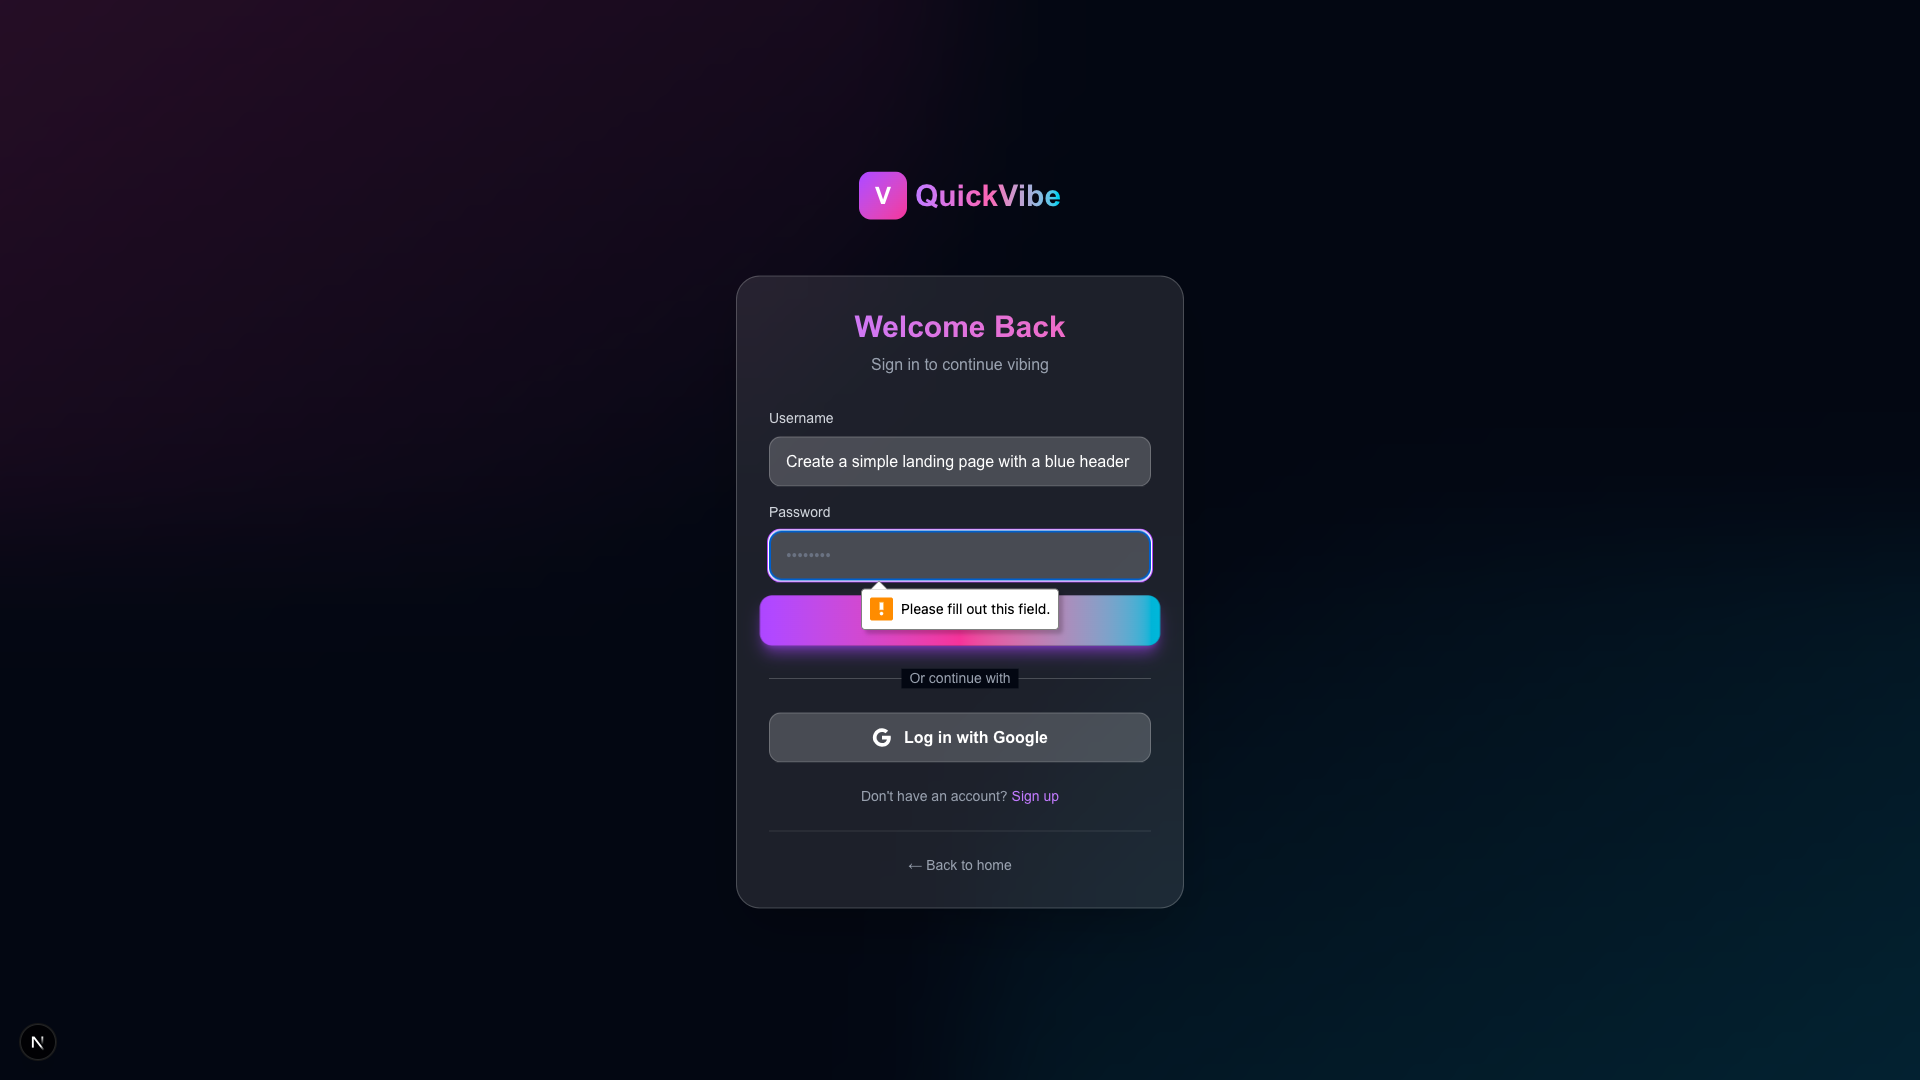 V QuickVibe
Welcome Back
Sign in to continue vibing
Username
Create a simple landing page with a blue header
Password
••••••••
Please fill out this field.
Or continue with
G Log in with Google
Don't have an account? Sign up
← Back to home
N